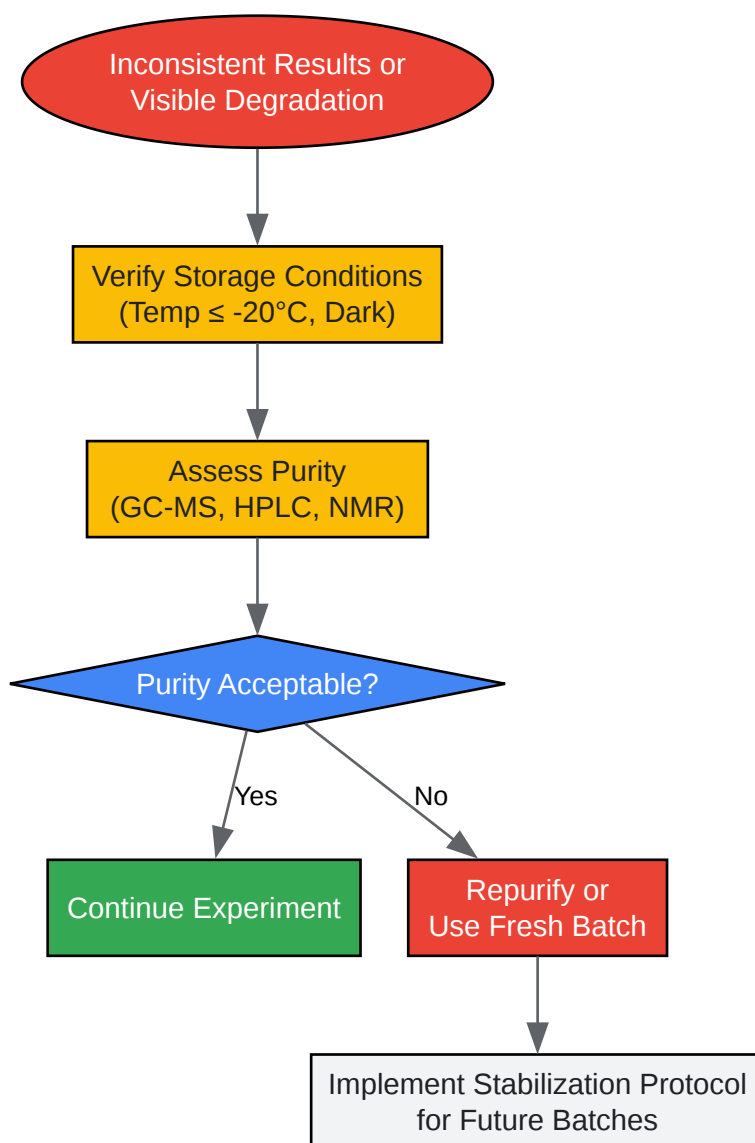 Inconsistent Results or
Visible Degradation
Verify Storage Conditions
(Temp ≤ -20°C, Dark)
Assess Purity
(GC-MS, HPLC, NMR)
Purity Acceptable?
Yes
No
Continue Experiment
Repurify or
Use Fresh Batch
Implement Stabilization Protocol
for Future Batches